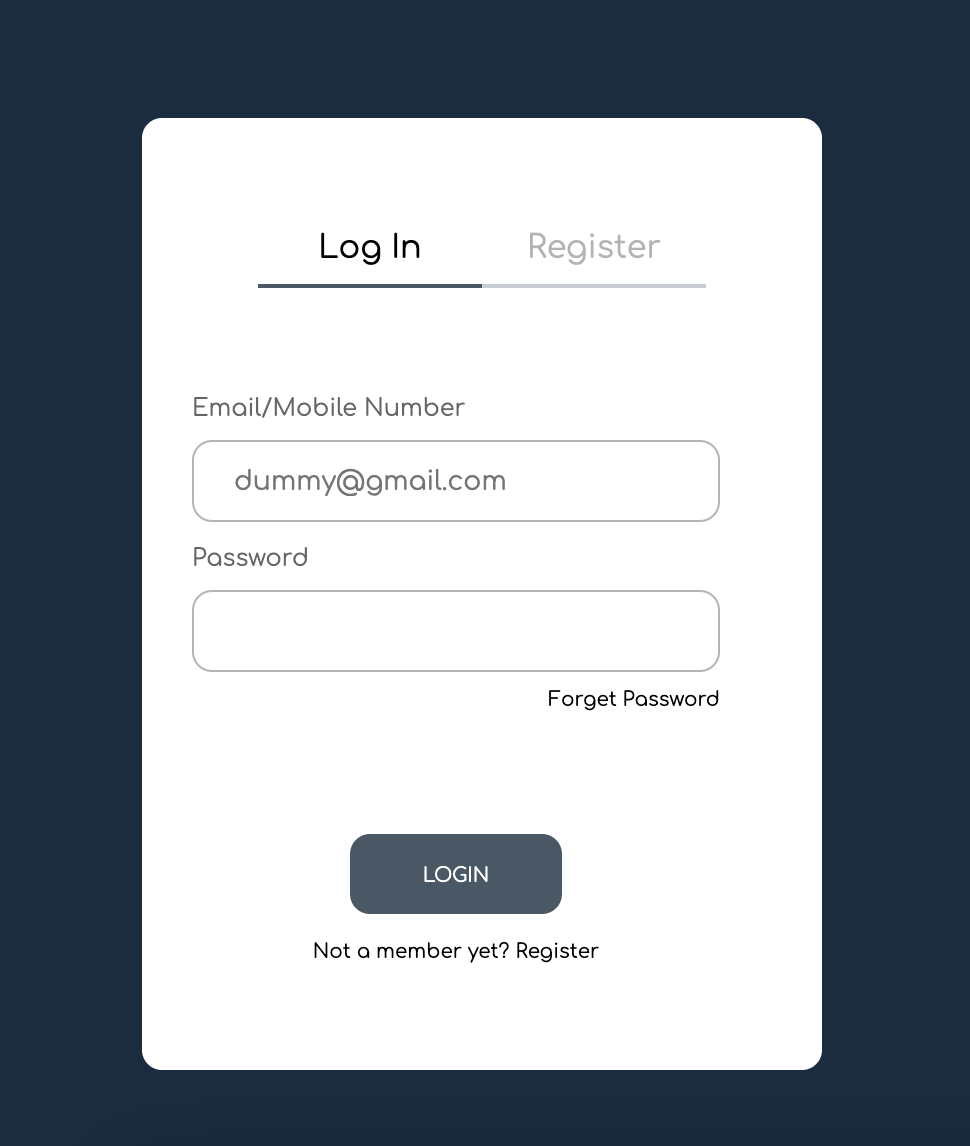 Log In Register
Email/Mobile Number
dummy@gmail.com
Password
Forget Password
LOGIN
Not a member yet? Register